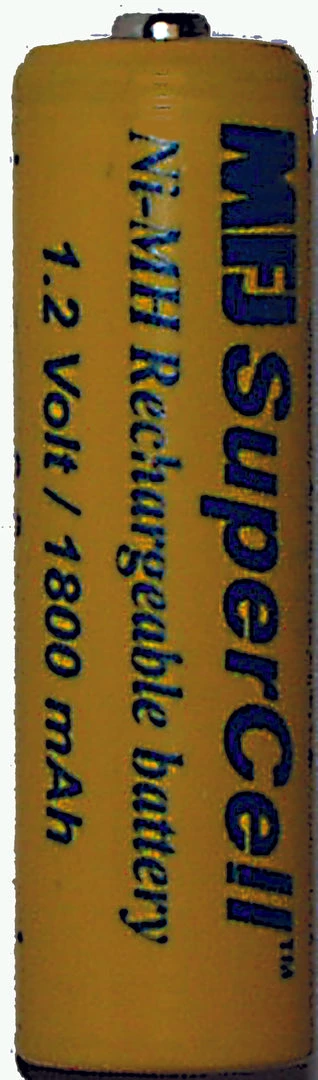 MFJ SuperCell™
Ni-MH Rechargeable battery
1.2 Volt / 1800 mAh